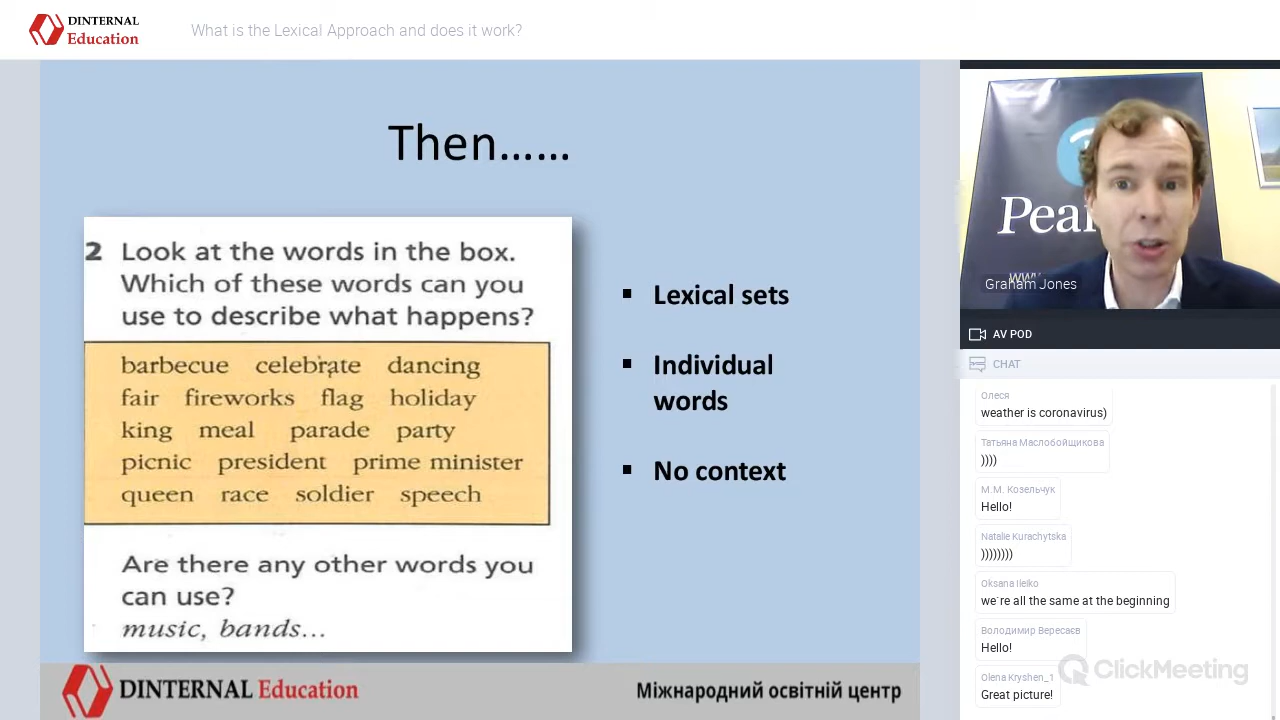 DINTERNAL
Education
What is the Lexical Approach and does it work?
Then……
2 Look at the words in the box.
Which of these words can you
use to describe what happens?
barbecue celebrate dancing
fair fireworks flag holiday
king meal parade party
picnic president prime minister
queen race soldier speech
Are there any other words you
can use?
music, bands...
▪ Lexical sets
▪ Individual
words
▪ No context
DINTERNAL Education
Міжнародний освітній центр
Graham Jones
AV POD
CHAT
Олеся
weather is coronavirus)
Татьяна Маслобойщикова
))))
М.М. Козельчук
Hello!
Natalie Kurachytska
))))))))
Oksana Ileiko
we`re all the same at the beginning
Володимир Вересаєв
Hello!
Olena Kryshen_1
Great picture!
ClickMeeting